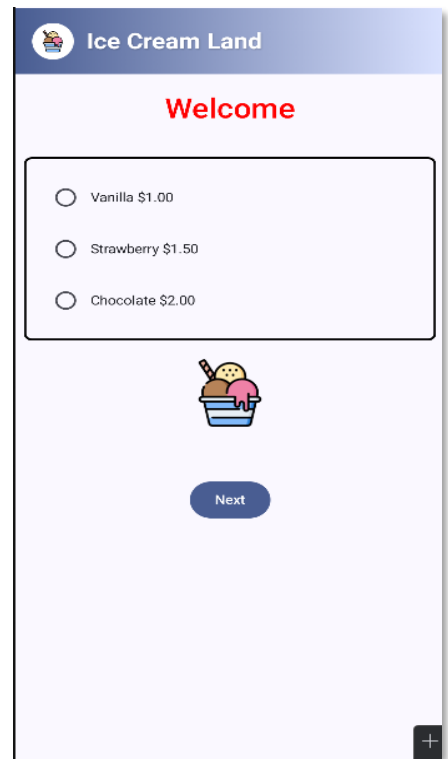 Ice Cream Land
Welcome
Vanilla $1.00
Strawberry $1.50
Chocolate $2.00
Next